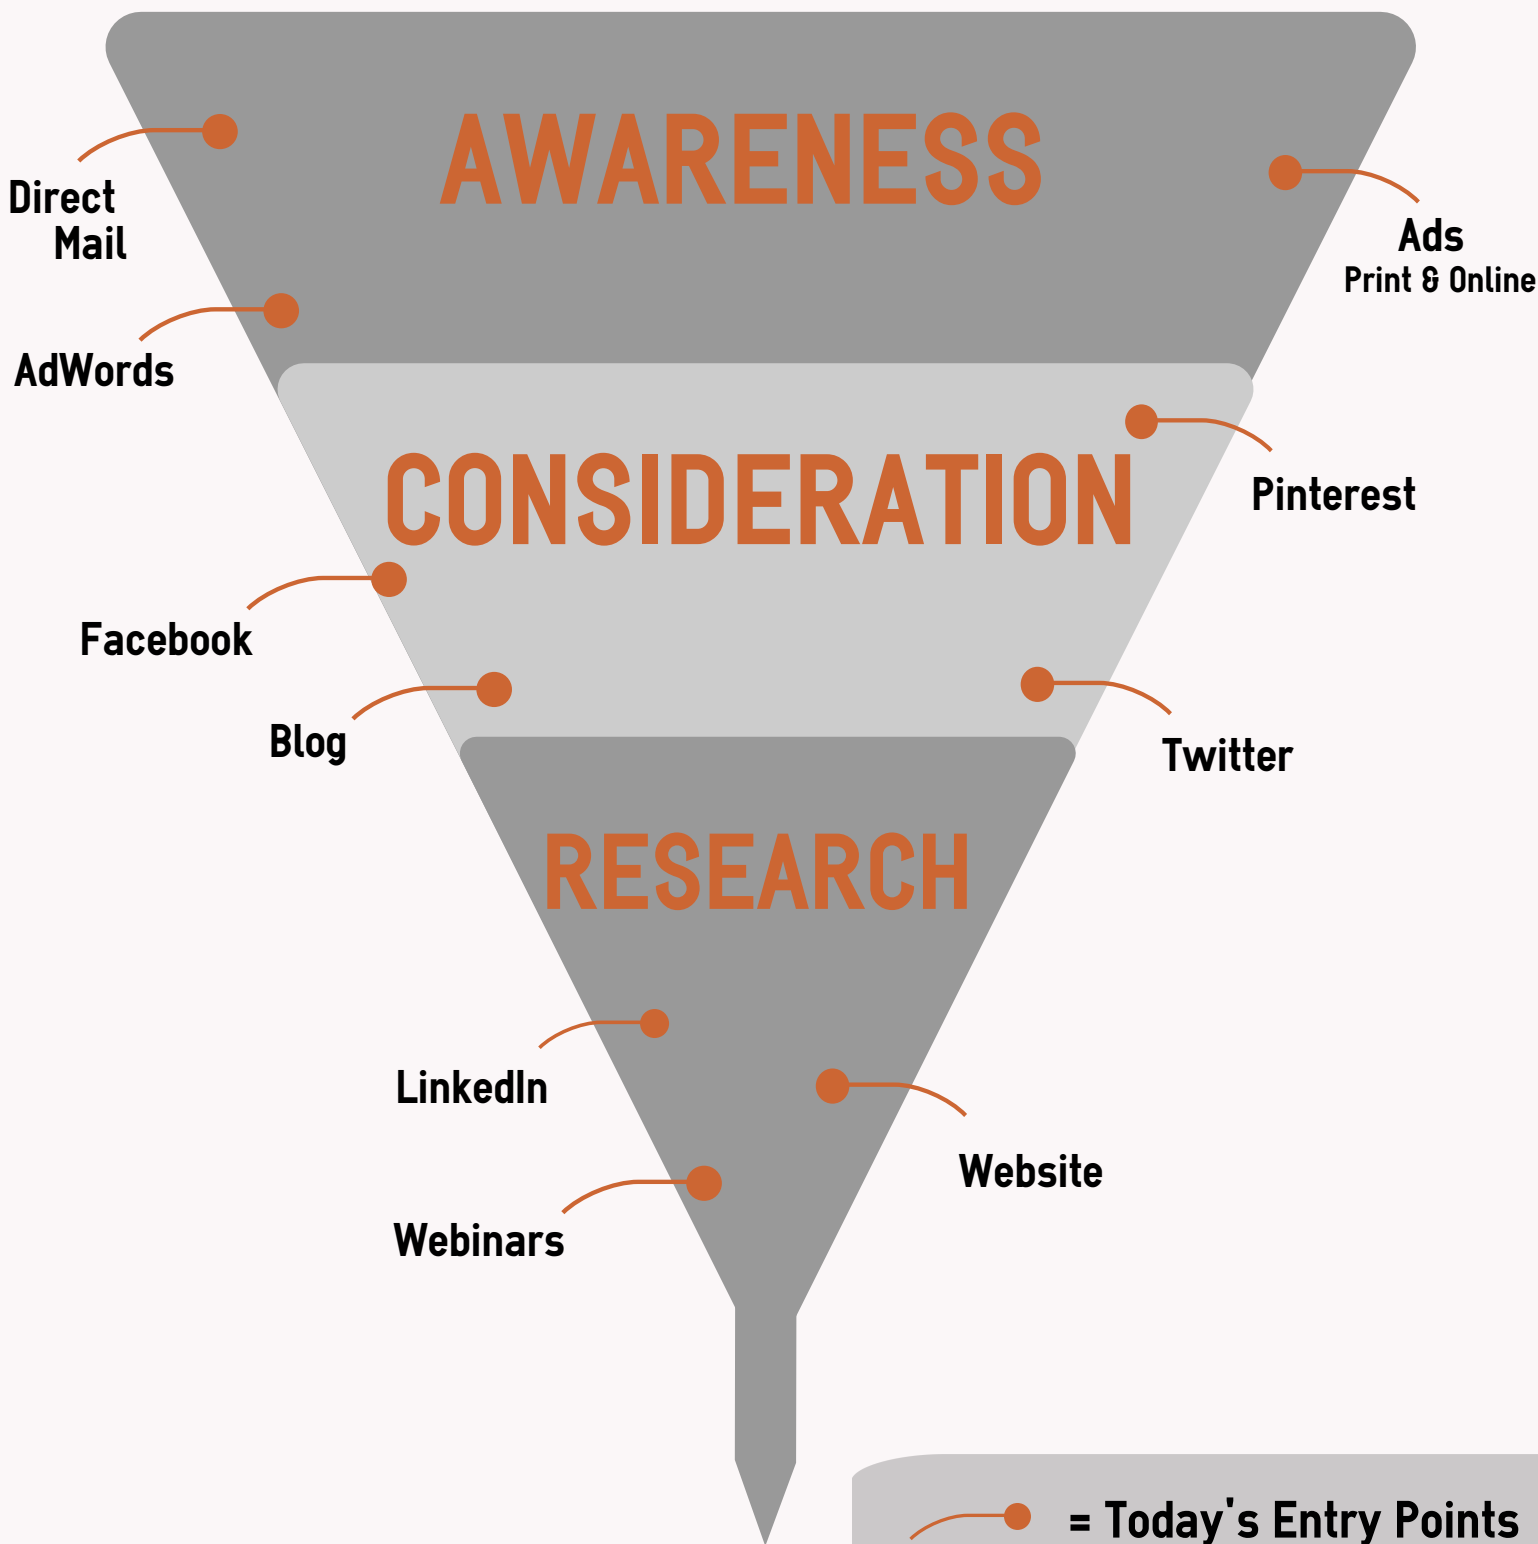 AWARENESS
Direct
Mail
Ads
Print & Online
AdWords
CONSIDERATION
Pinterest
Facebook
Blog
Twitter
RESEARCH
LinkedIn
Website
Webinars
= Today's Entry Points